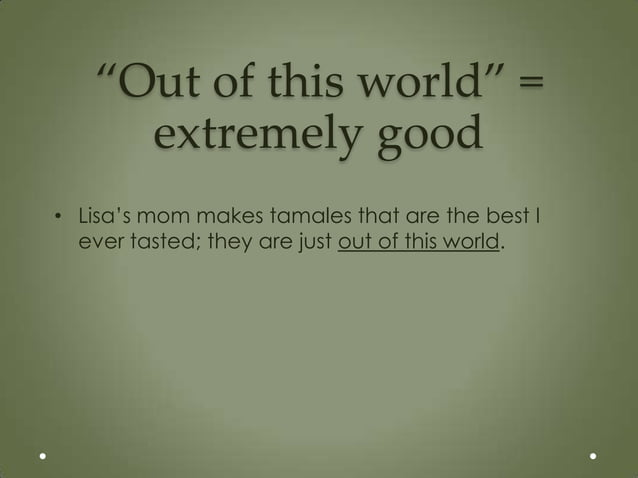 “Out of this world” =
extremely good
• Lisa’s mom makes tamales that are the best I
ever tasted; they are just out of this world.